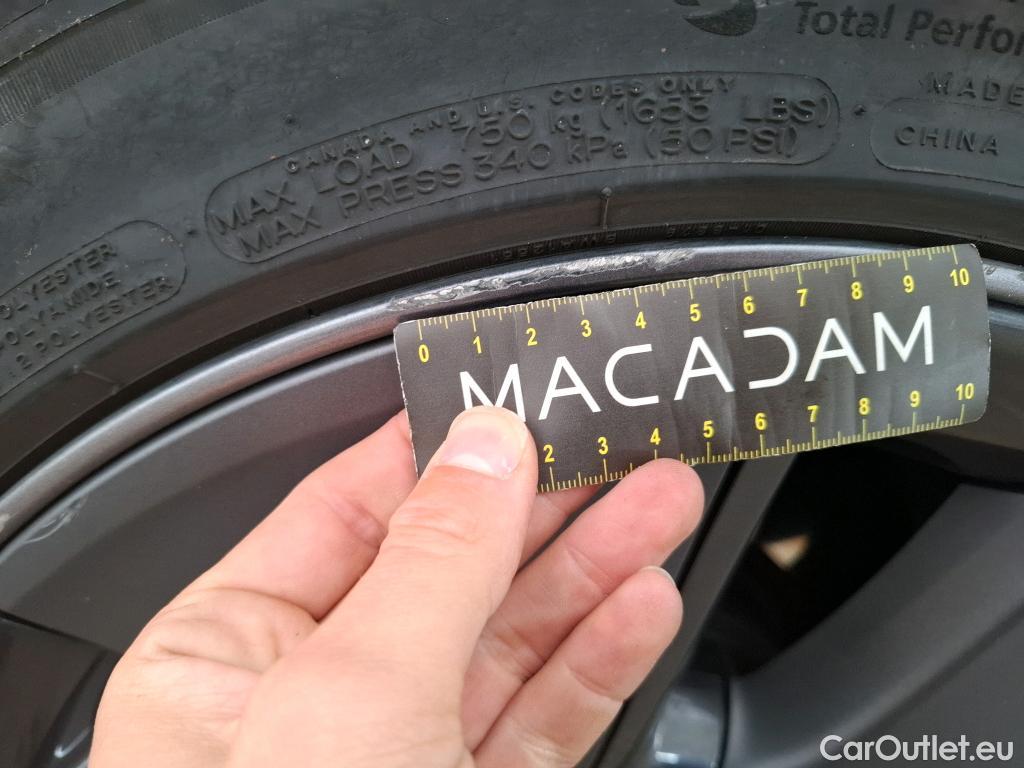 Total Perfor
CANADA AND U.S. CODES ONLY
MAX LOAD 750 kg (1653 LBS)
MAX PRESS 340 kPa (50 PSI)
MADE
CHINA
POLYESTER
POLYAMIDE
2 POLYESTER
0 1 2 3 4 5 6 7 8 9 10
MACADAM
2 3 4 5 6 7 8 9 10
CarOutlet.eu